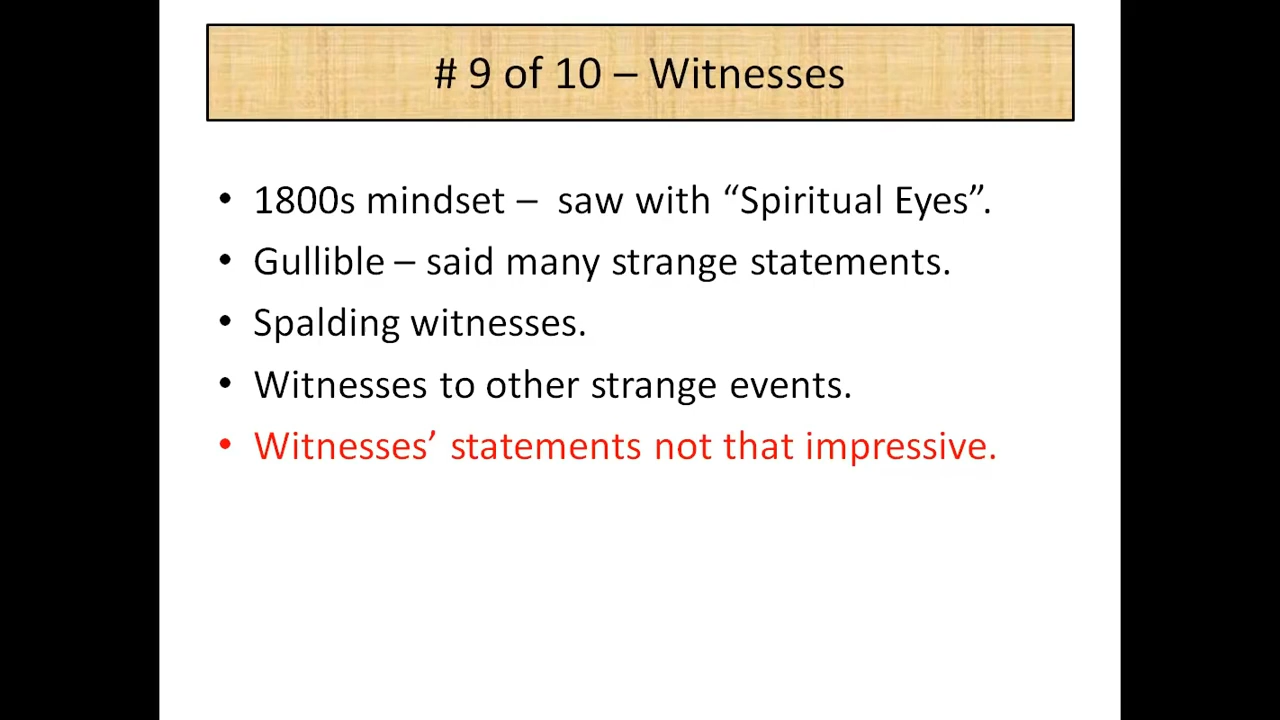 # 9 of 10 – Witnesses
• 1800s mindset –  saw with “Spiritual Eyes”.
• Gullible – said many strange statements.
• Spalding witnesses.
• Witnesses to other strange events.
• Witnesses’ statements not that impressive.